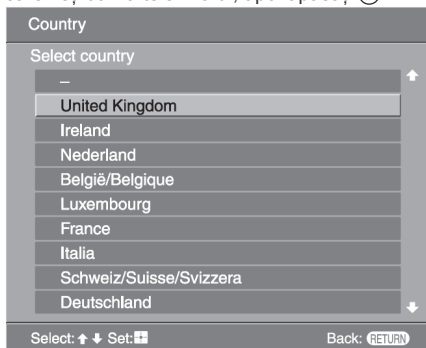 Country
Select country
–
United Kingdom
Ireland
Nederland
België/Belgique
Luxembourg
France
Italia
Schweiz/Suisse/Svizzera
Deutschland
Select: Set: Back: RETURN